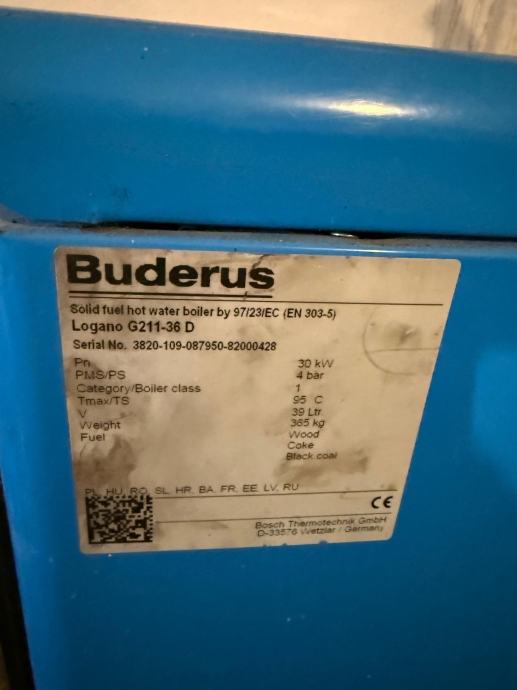 Buderus
Solid fuel hot water boiler by 97/23/EC (EN 303-5)
Logano G211-36 D
Serial No. 3820-109-087950-82000428
Pn 30 kW
PMS/PS 4 bar
Category/Boiler class 1
Tmax/TS 95 C
V 39 Ltr
Weight 365 kg
Fuel Wood
Coke
Black coal
PL, HU, RO, SL, HR, BA, FR, EE, LV, RU
CE
Bosch Thermotechnik GmbH
D-33576 Wetzlar / Germany